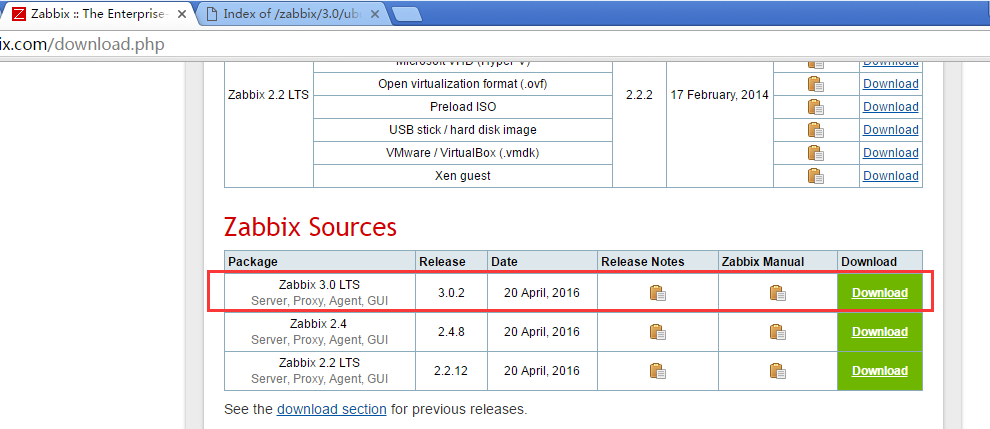 Zabbix :: The Enterprise-
Index of /zabbix/3.0/ubu
ix.com/download.php
Microsoft VHD (Hyper-V) Download
Zabbix 2.2 LTS Open virtualization format (.ovf) 2.2.2 17 February, 2014 Download
Preload ISO Download
USB stick / hard disk image Download
VMware / VirtualBox (.vmdk) Download
Xen guest Download
Zabbix Sources
Package Release Date Release Notes Zabbix Manual Download
Zabbix 3.0 LTS
Server, Proxy, Agent, GUI 3.0.2 20 April, 2016 Download
Zabbix 2.4
Server, Proxy, Agent, GUI 2.4.8 20 April, 2016 Download
Zabbix 2.2 LTS
Server, Proxy, Agent, GUI 2.2.12 20 April, 2016 Download
See the download section for previous releases.